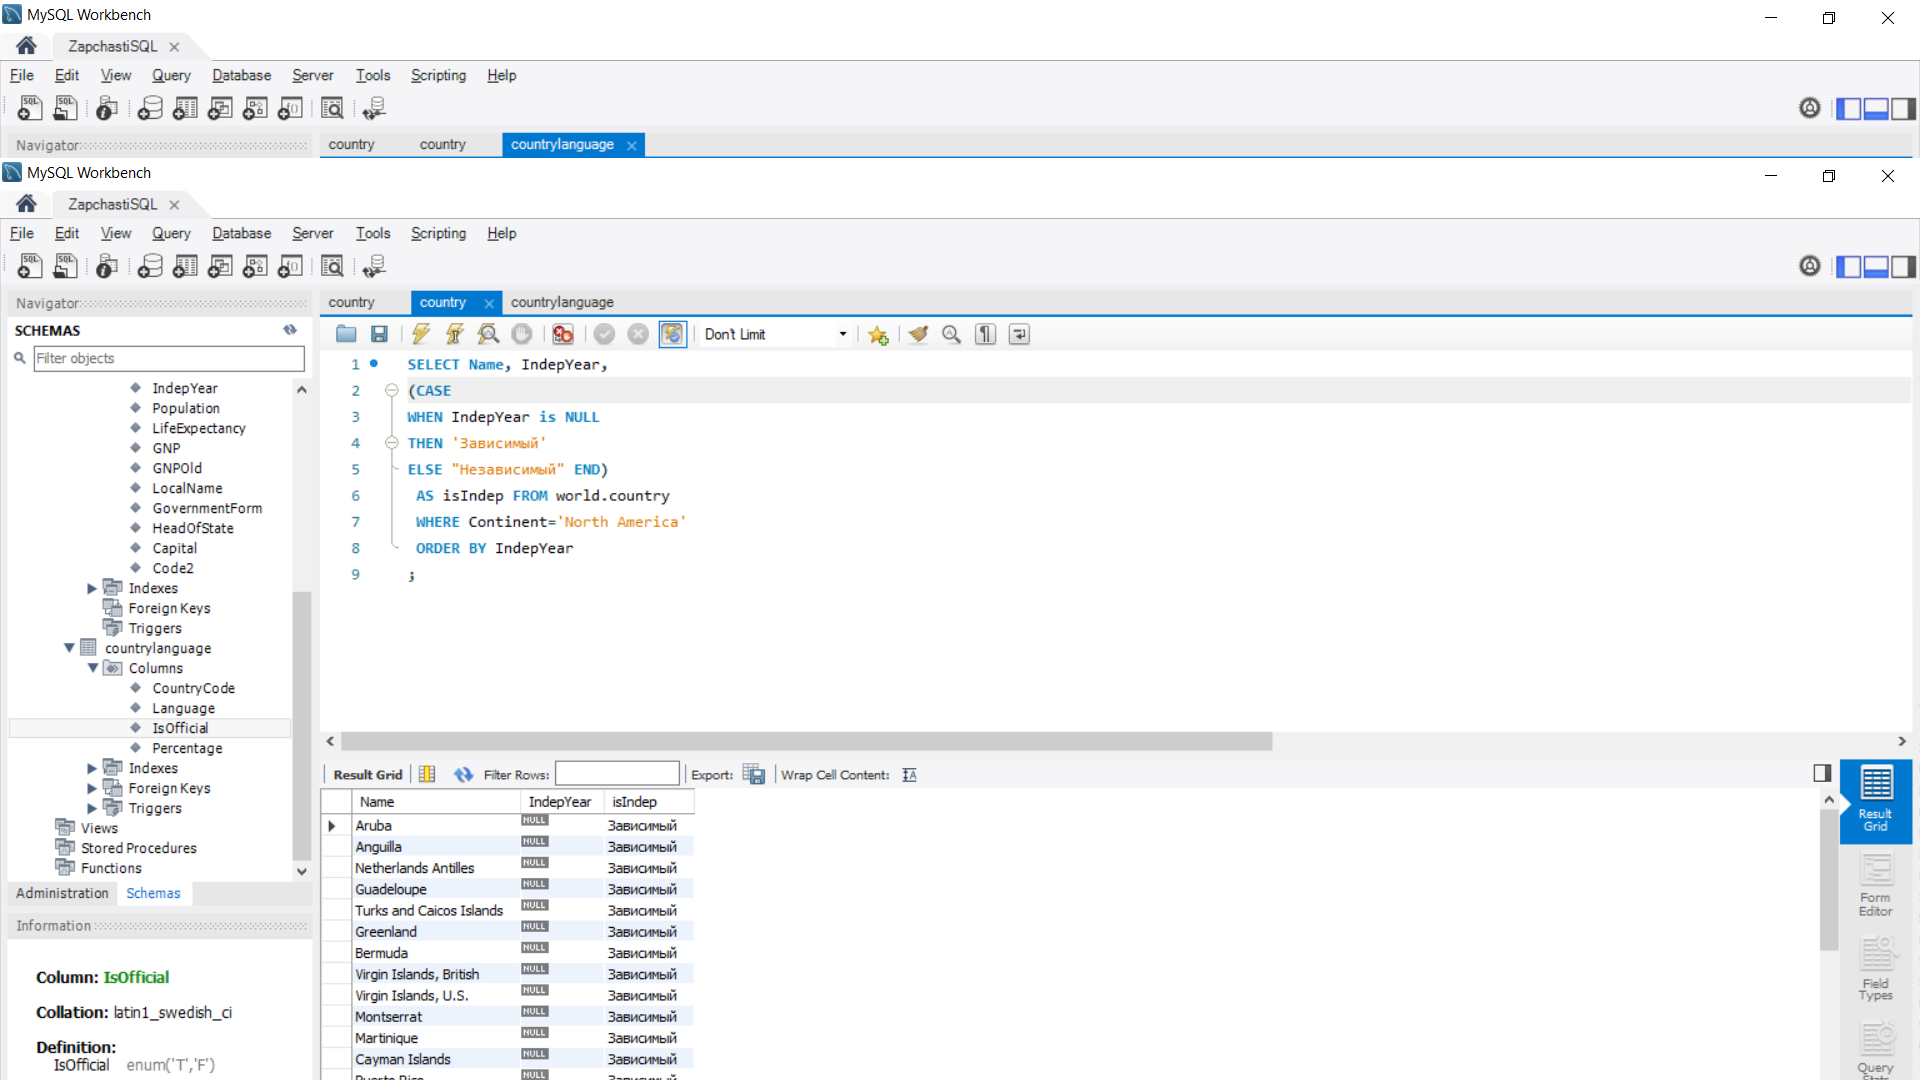 MySQL Workbench
ZapchastiSQL
File Edit View Query Database Server Tools Scripting Help
Navigator
country country countrylanguage
MySQL Workbench
ZapchastiSQL
File Edit View Query Database Server Tools Scripting Help
Navigator
country country countrylanguage
SCHEMAS
Filter objects
IndepYear
Population
LifeExpectancy
GNP
GNPOld
LocalName
GovernmentForm
HeadOfState
Capital
Code2
Indexes
Foreign Keys
Triggers
countrylanguage
Columns
CountryCode
Language
IsOfficial
Percentage
Indexes
Foreign Keys
Triggers
Views
Stored Procedures
Functions
Administration Schemas
Information
Column: IsOfficial
Collation: latin1_swedish_ci
Definition:
IsOfficial enum('T','F')
Don't Limit
1 SELECT Name, IndepYear,
2 (CASE
3 WHEN IndepYear is NULL
4 THEN 'Зависимый'
5 ELSE "Независимый" END)
6 AS isIndep FROM world.country
7 WHERE Continent='North America'
8 ORDER BY IndepYear
9 ;
Result Grid Filter Rows: Export: Wrap Cell Content:
Name IndepYear isIndep
Aruba NULL Зависимый
Anguilla NULL Зависимый
Netherlands Antilles NULL Зависимый
Guadeloupe NULL Зависимый
Turks and Caicos Islands NULL Зависимый
Greenland NULL Зависимый
Bermuda NULL Зависимый
Virgin Islands, British NULL Зависимый
Virgin Islands, U.S. NULL Зависимый
Montserrat NULL Зависимый
Martinique NULL Зависимый
Cayman Islands NULL Зависимый
Puerto Rico NULL Зависимый
Result
Grid
Form
Editor
Field
Types
Query
Stats